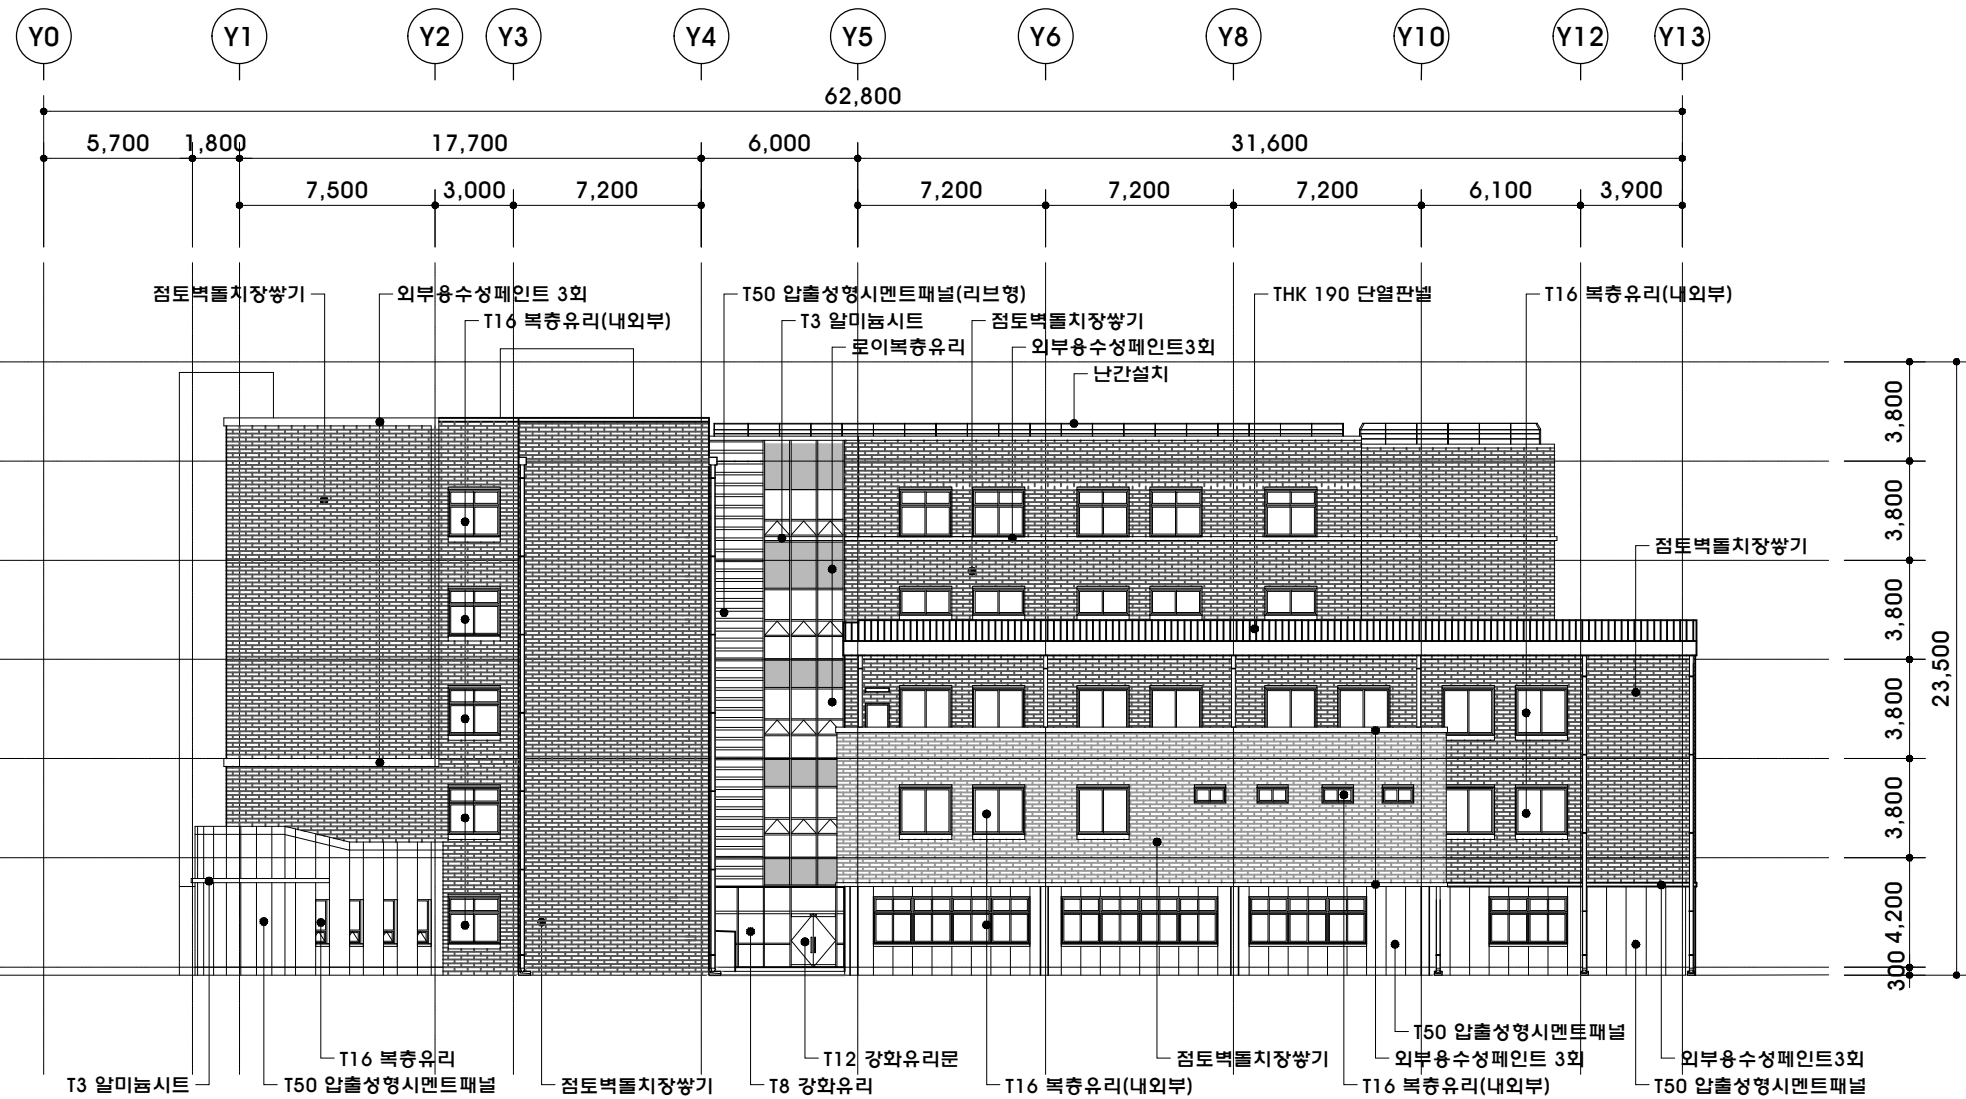 Y0 Y1 Y2 Y3 Y4 Y5 Y6 Y8 Y10 Y12 Y13
62,800
5,700 1,800 17,700 6,000 31,600
7,500 3,000 7,200 7,200 7,200 7,200 6,100 3,900
점토벽돌치장쌓기 외부용수성페인트 3회 T50 압출성형시멘트패널(리브형) THK 190 단열판넬 T16 복층유리(내외부)
T16 복층유리(내외부) T3 알미늄시트 점토벽돌치장쌓기
로이복층유리 외부용수성페인트3회
난간설치
점토벽돌치장쌓기
3,800
3,800
3,800
3,800
3,800
4,200
300
23,500
T50 압출성형시멘트패널
T16 복층유리 T12 강화유리문 점토벽돌치장쌓기 외부용수성페인트 3회 외부용수성페인트3회
T3 알미늄시트 T50 압출성형시멘트패널 점토벽돌치장쌓기 T8 강화유리 T16 복층유리(내외부) T16 복층유리(내외부) T50 압출성형시멘트패널